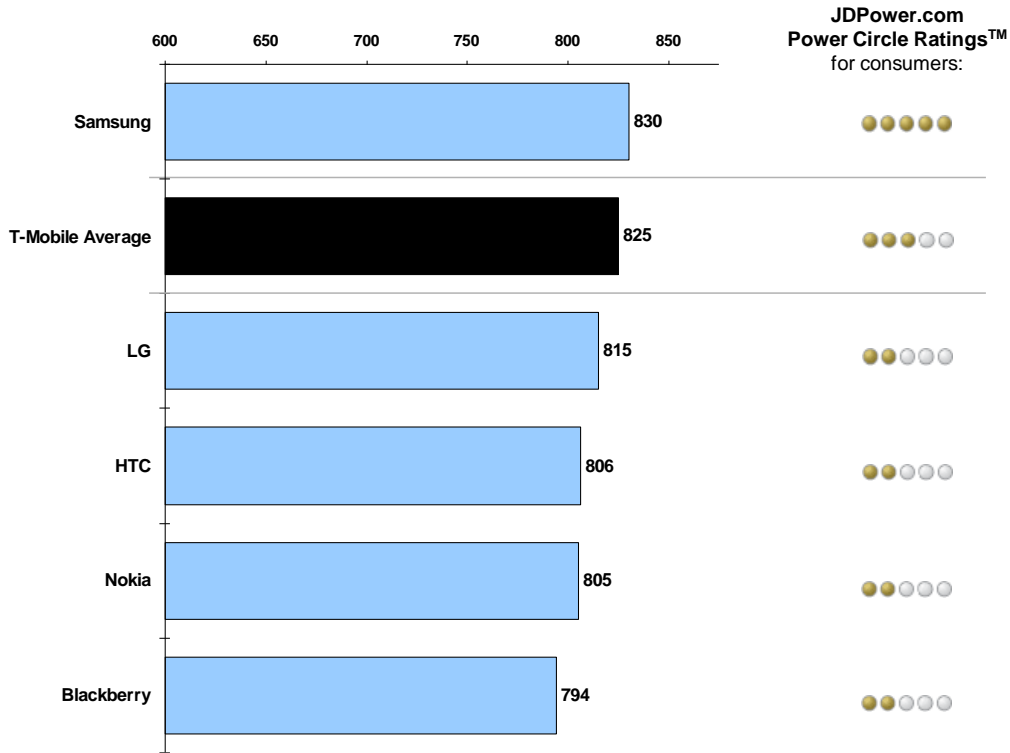 JDPower.com
Power Circle Ratings™
for consumers:
600 650 700 750 800 850
Samsung 830
T-Mobile Average 825
LG 815
HTC 806
Nokia 805
Blackberry 794